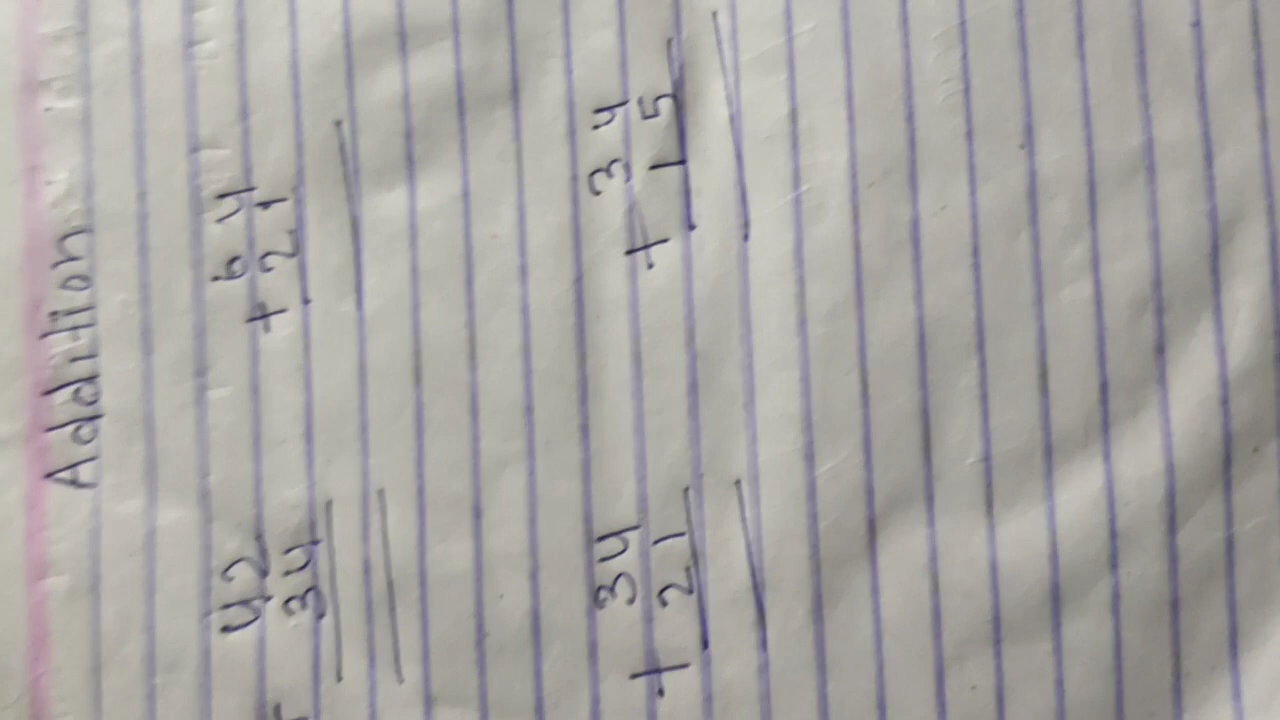 Addition
42 64
+ 34 + 21
34 34
+ 21 + 15